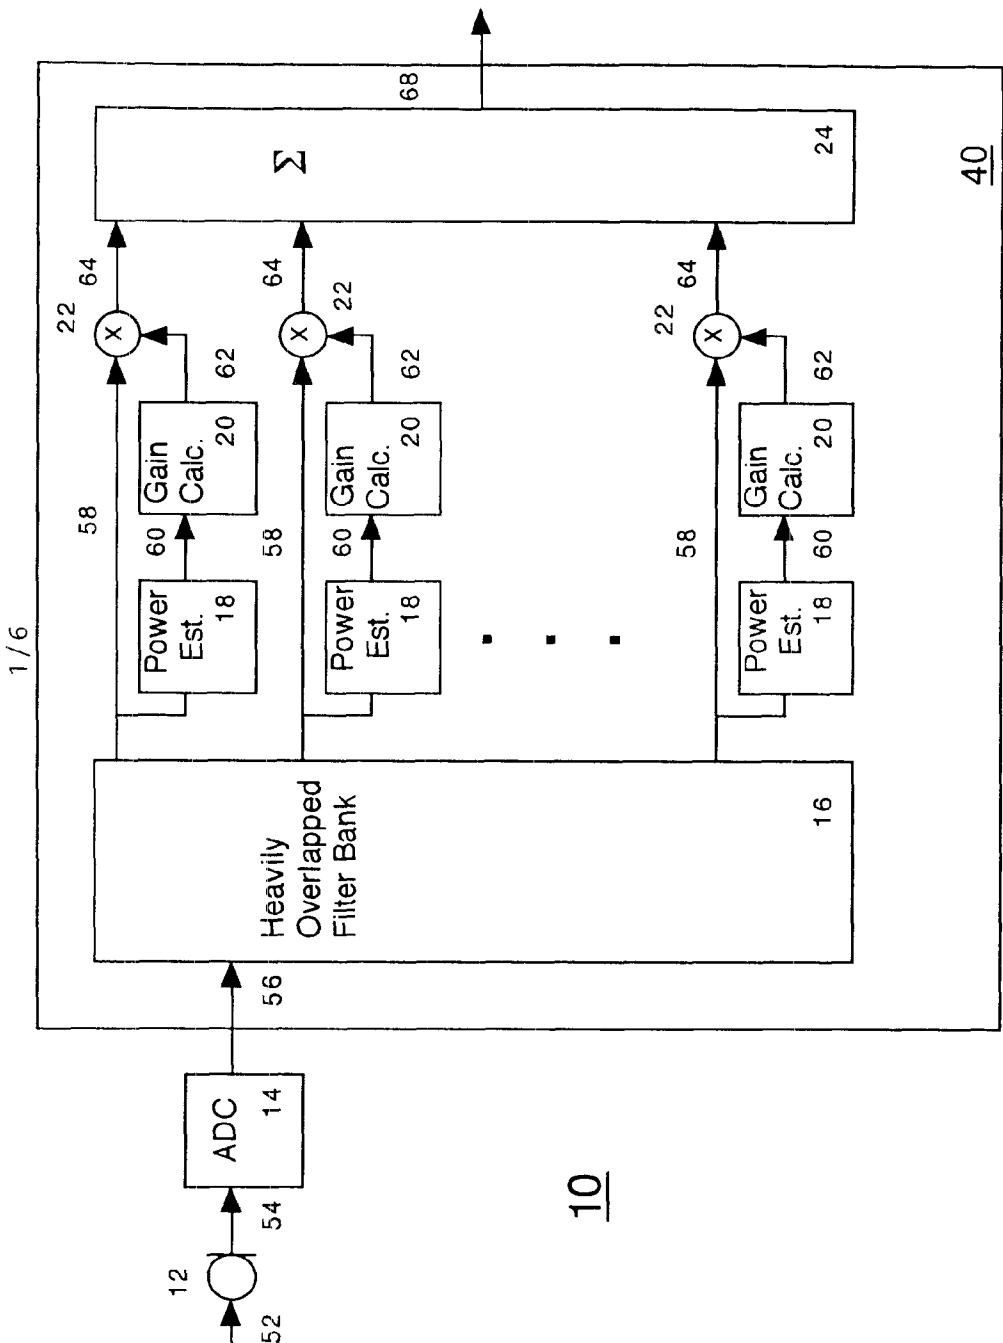 1/6
52
12
54
ADC
14
56
Heavily
Overlapped
Filter Bank
16
58
Power
Est.
18
60
Gain
Calc.
20
62
22
X
64
58
Power
Est.
18
60
Gain
Calc.
20
62
22
X
64
58
Power
Est.
18
60
Gain
Calc.
20
62
22
X
64
Σ
24
68
10
40